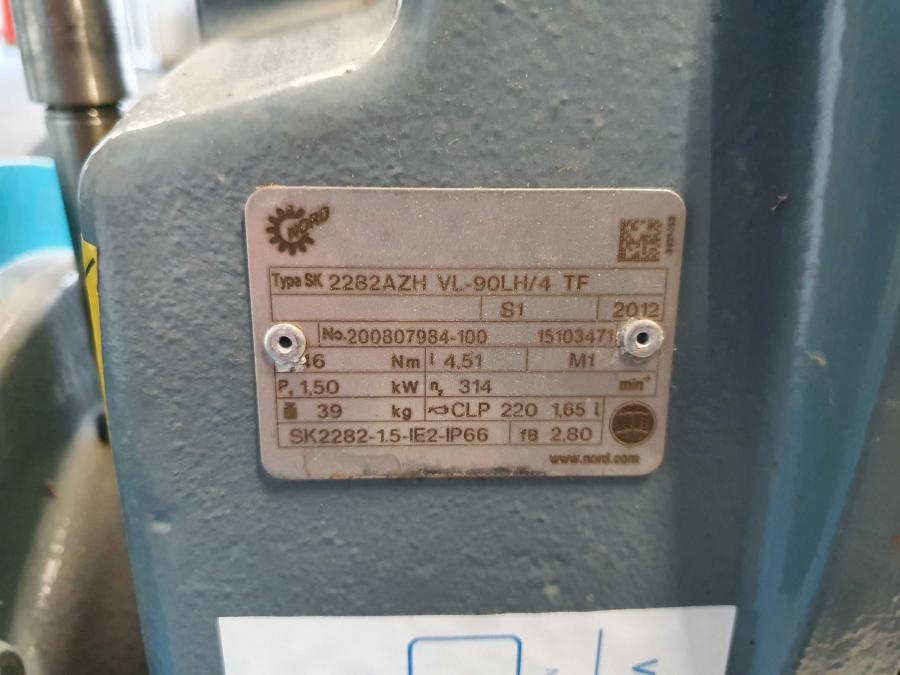 NORD
Type SK 2282AZH VL-90LH/4 TF
S1 2012
No. 200807984-100 15103471
46 Nm i 4,51 M1
P₁ 1,50 kW n₂ 314 min⁻¹
39 kg CLP 220 1,65 l
SK2282-1.5-IE2-IP66 fB 2,80
www.nord.com
V